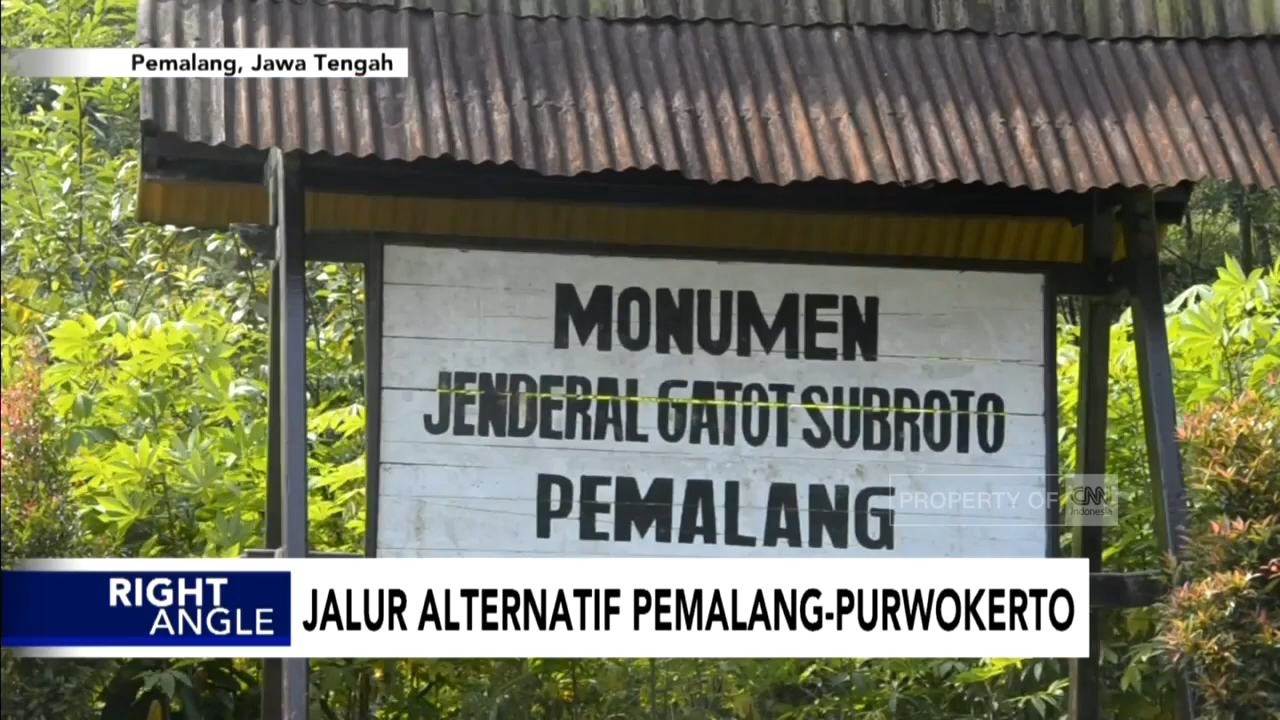 Pemalang, Jawa Tengah
MONUMEN
JENDERAL GATOT SUBROTO
PEMALANG
PROPERTY OF CNN Indonesia
RIGHT ANGLE
JALUR ALTERNATIF PEMALANG-PURWOKERTO